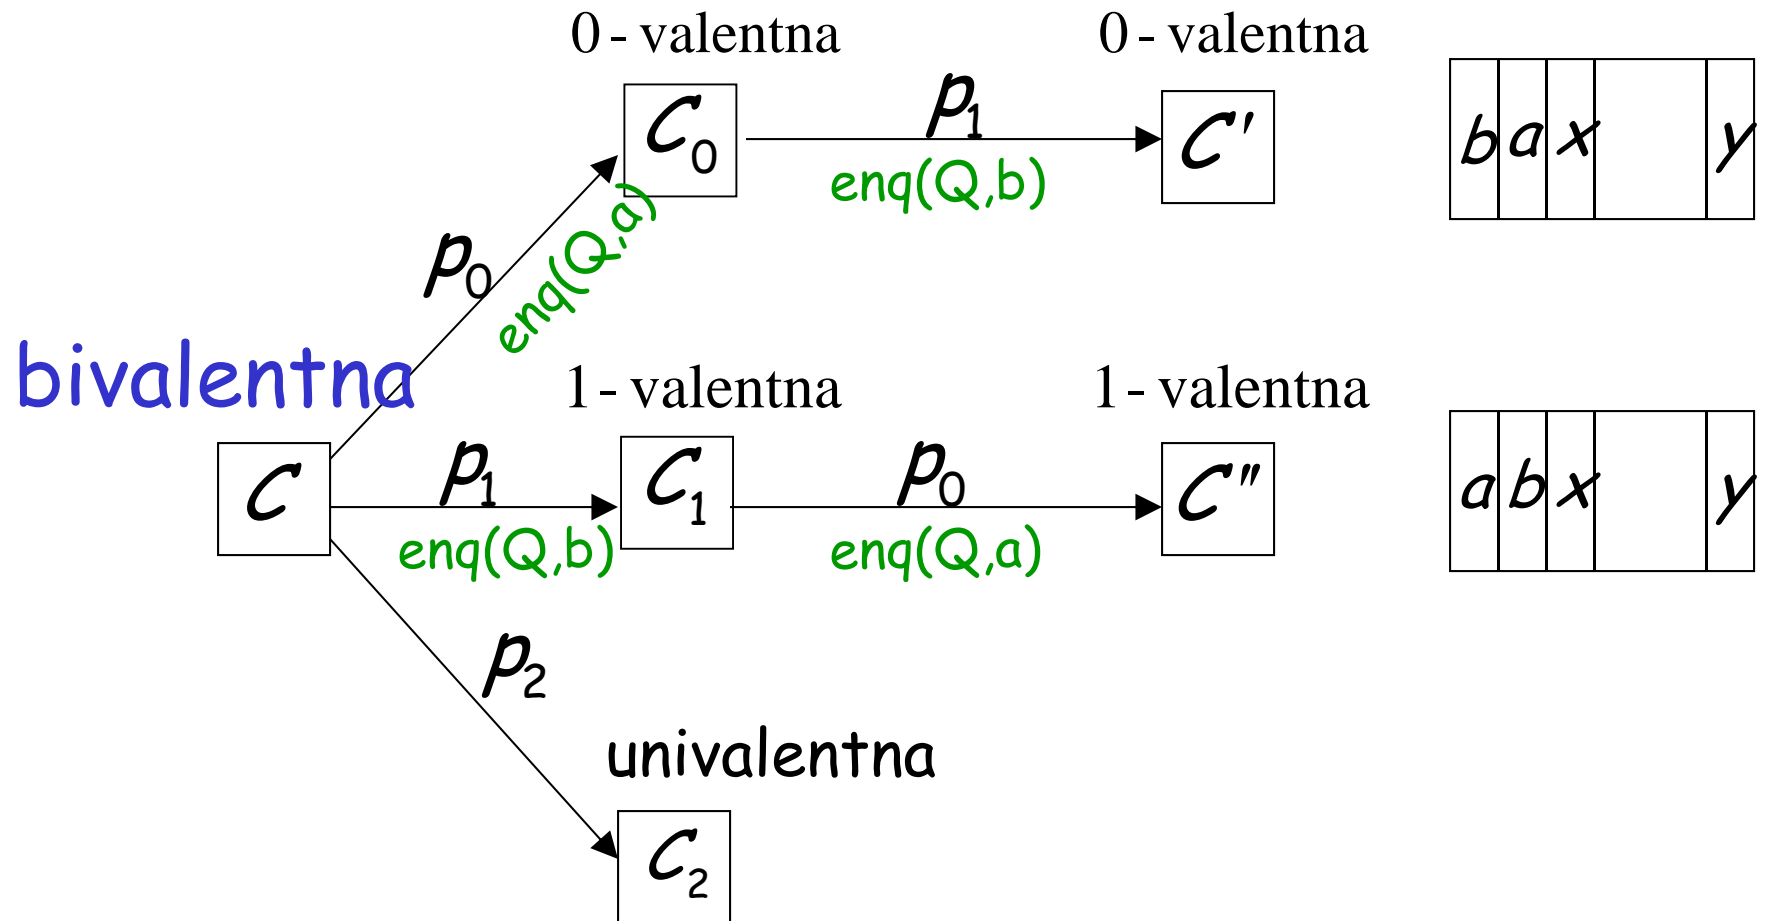 0 - valentna 0 - valentna
C₀ p₁ C' b a x y
enq(Q,b)
p₀
enq(Q,a)
bivalentna 1 - valentna 1 - valentna
C p₁ C₁ p₀ C'' a b x y
enq(Q,b) enq(Q,a)
p₂
univalentna
C₂